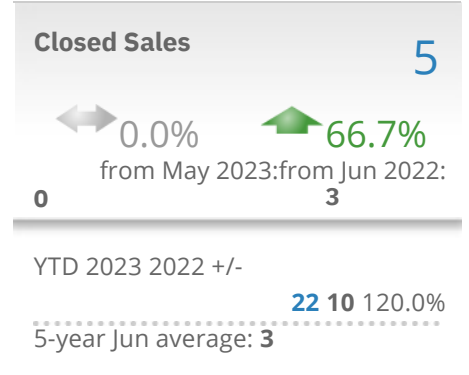 Closed Sales
5
0.0% 66.7%
from May 2023:from Jun 2022:
0 3
YTD 2023 2022 +/-
22 10 120.0%
5-year Jun average: 3